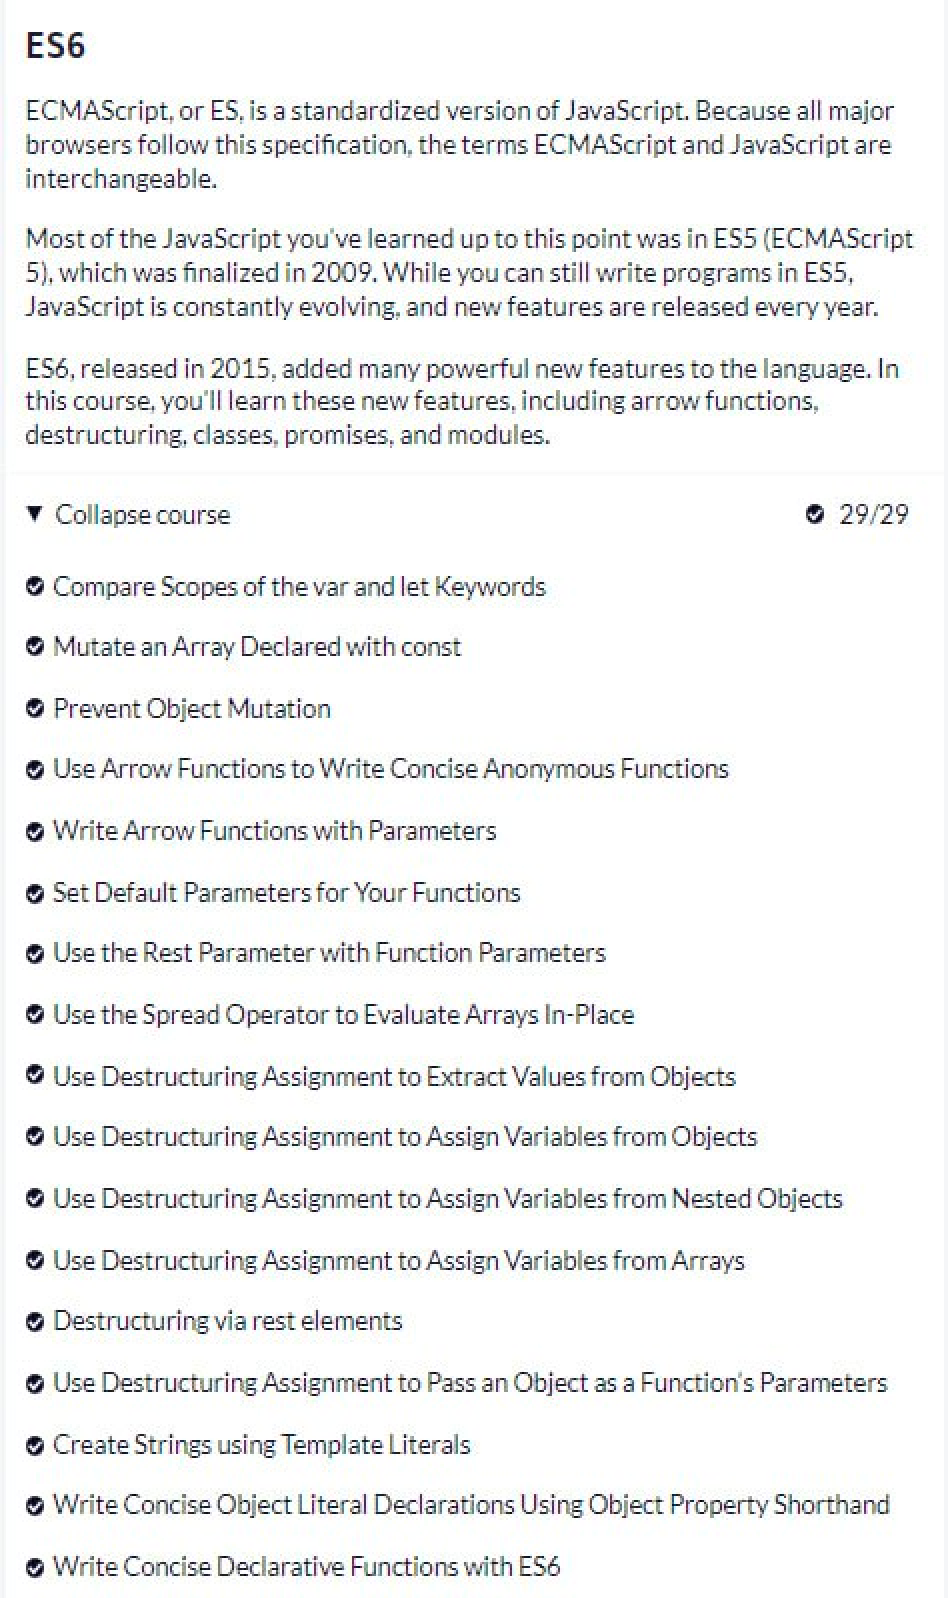 ES6
ECMAScript, or ES, is a standardized version of JavaScript. Because all major
browsers follow this specification, the terms ECMAScript and JavaScript are
interchangeable.
Most of the JavaScript you've learned up to this point was in ES5 (ECMAScript
5), which was finalized in 2009. While you can still write programs in ES5,
JavaScript is constantly evolving, and new features are released every year.
ES6, released in 2015, added many powerful new features to the language. In
this course, you'll learn these new features, including arrow functions,
destructuring, classes, promises, and modules.
Collapse course 29/29
Compare Scopes of the var and let Keywords
Mutate an Array Declared with const
Prevent Object Mutation
Use Arrow Functions to Write Concise Anonymous Functions
Write Arrow Functions with Parameters
Set Default Parameters for Your Functions
Use the Rest Parameter with Function Parameters
Use the Spread Operator to Evaluate Arrays In-Place
Use Destructuring Assignment to Extract Values from Objects
Use Destructuring Assignment to Assign Variables from Objects
Use Destructuring Assignment to Assign Variables from Nested Objects
Use Destructuring Assignment to Assign Variables from Arrays
Destructuring via rest elements
Use Destructuring Assignment to Pass an Object as a Function's Parameters
Create Strings using Template Literals
Write Concise Object Literal Declarations Using Object Property Shorthand
Write Concise Declarative Functions with ES6